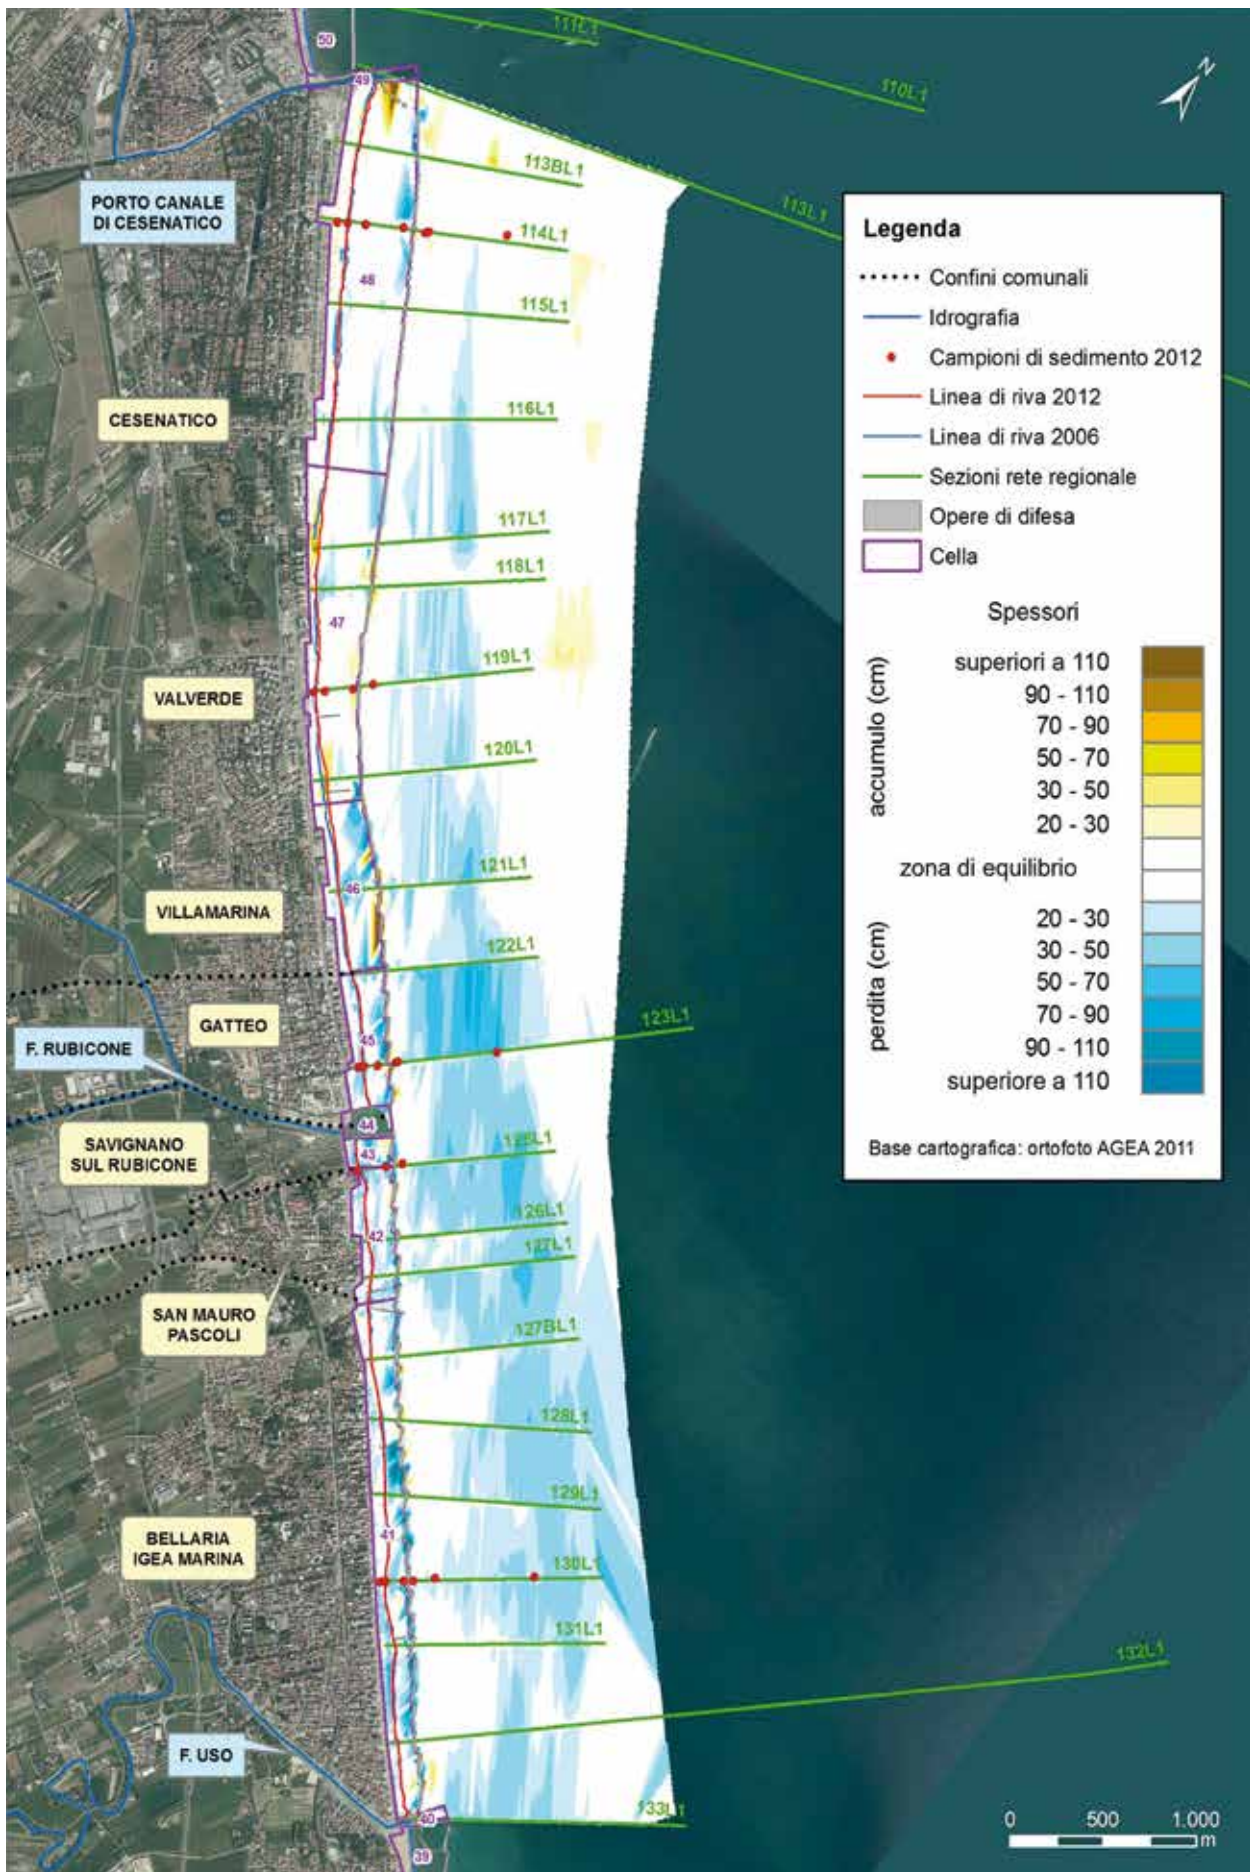 50
111L1
110L1
49
113BL1
PORTO CANALE
DI CESENATICO
113L1
114L1
48
115L1
116L1
CESENATICO
117L1
118L1
47
119L1
VALVERDE
120L1
121L1
46
VILLAMARINA
122L1
GATTEO
123L1
45
F. RUBICONE
44
SAVIGNANO
SUL RUBICONE
43
125L1
126L1
42
127L1
SAN MAURO
PASCOLI
127BL1
128L1
129L1
41
BELLARIA
IGEA MARINA
130L1
131L1
132L1
F. USO
133L1
40
39
N
Legenda
Confini comunali
Idrografia
Campioni di sedimento 2012
Linea di riva 2012
Linea di riva 2006
Sezioni rete regionale
Opere di difesa
Cella
Spessori
accumulo (cm)
superiori a 110
90 - 110
70 - 90
50 - 70
30 - 50
20 - 30
zona di equilibrio
perdita (cm)
20 - 30
30 - 50
50 - 70
70 - 90
90 - 110
superiore a 110
Base cartografica: ortofoto AGEA 2011
0 500 1.000
m